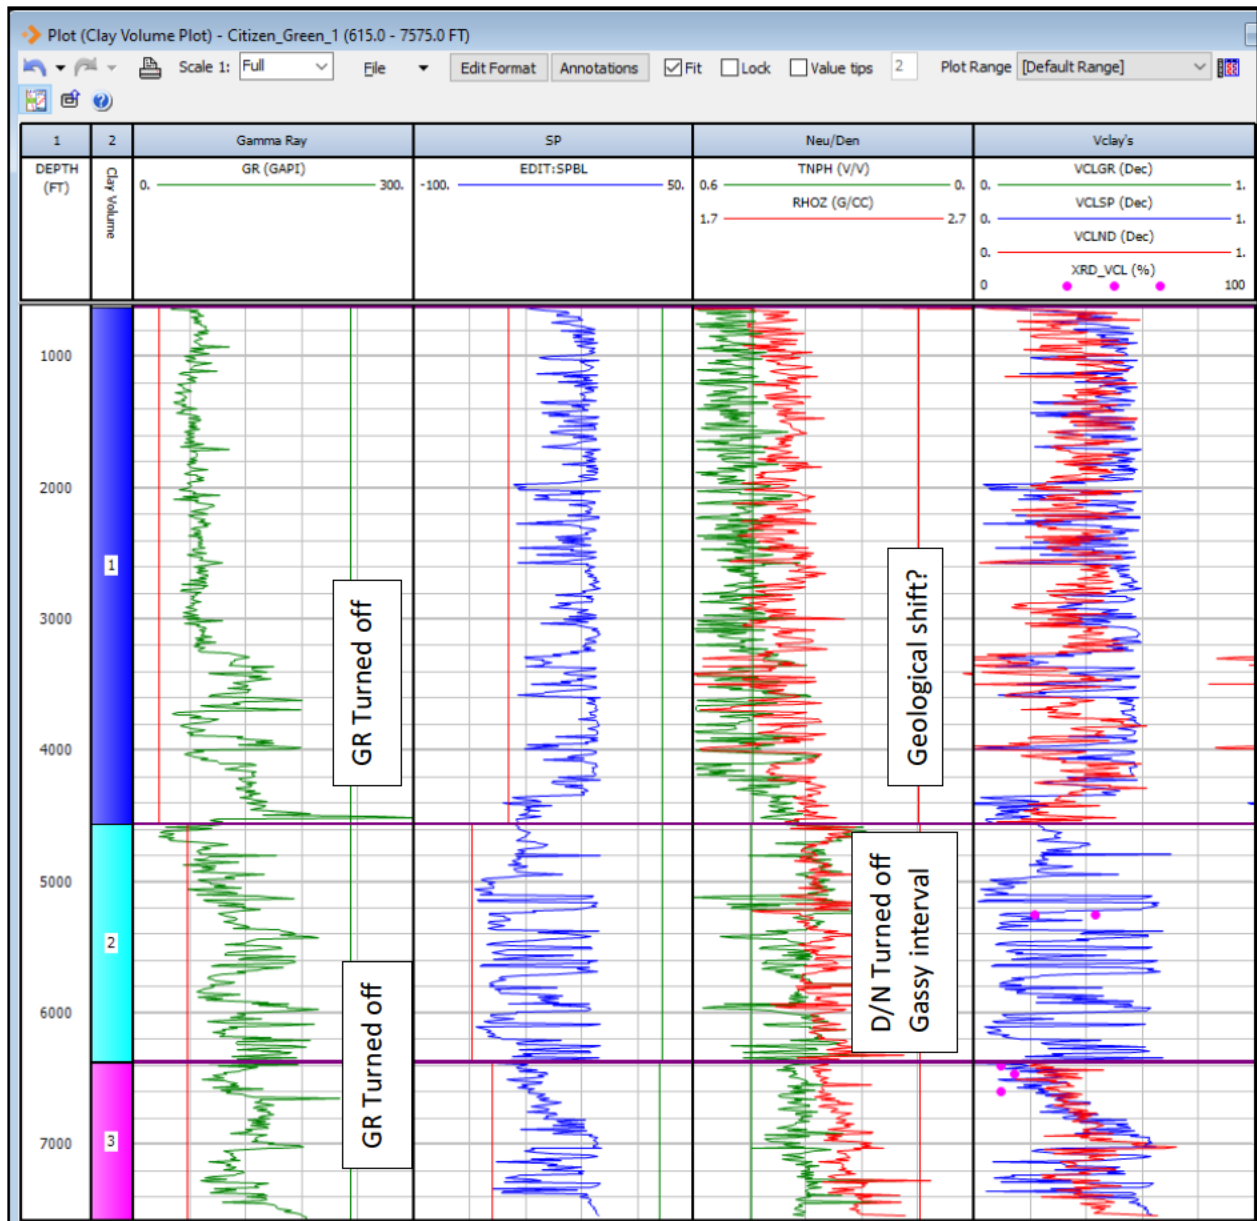 Plot (Clay Volume Plot) - Citizen_Green_1 (615.0 - 7575.0 FT)
Scale 1: Full File Edit Format Annotations Fit Lock Value tips 2 Plot Range [Default Range]
1 2 Gamma Ray SP Neu/Den Vclay's
DEPTH
(FT)
Clay Volume
GR (GAPI)
0. 300.
EDIT:SPBL
-100. 50.
TNPH (V/V)
0.6 0.
RHOZ (G/CC)
1.7 2.7
VCLGR (Dec)
0. 1.
VCLSP (Dec)
0. 1.
VCLND (Dec)
0. 1.
XRD_VCL (%)
0 100
1000
2000
3000
4000
5000
6000
7000
1
2
3
GR Turned off
GR Turned off
Geological shift?
D/N Turned off
Gassy interval